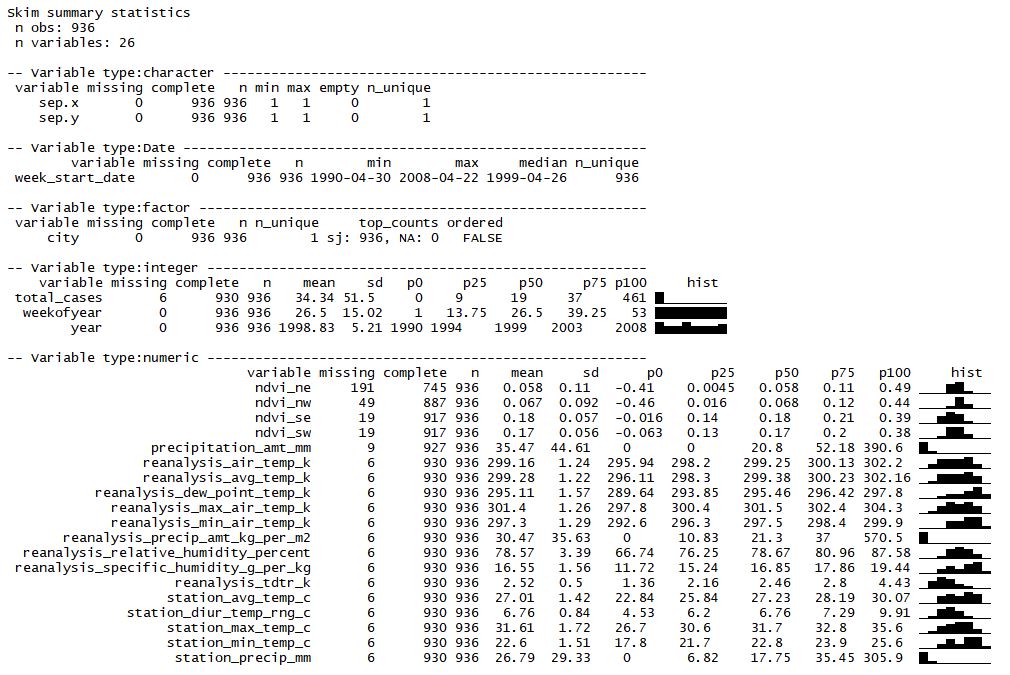 Skim summary statistics
n obs: 936
n variables: 26
-- Variable type:character -----------------------------------------------------
variable missing complete n min max empty n_unique
sep.x 0 936 936 1 1 0 1
sep.y 0 936 936 1 1 0 1
-- Variable type:Date ----------------------------------------------------------
variable missing complete n min max median n_unique
week_start_date 0 936 936 1990-04-30 2008-04-22 1999-04-26 936
-- Variable type:factor --------------------------------------------------------
variable missing complete n n_unique top_counts ordered
city 0 936 936 1 sj: 936, NA: 0 FALSE
-- Variable type:integer -------------------------------------------------------
variable missing complete n mean sd p0 p25 p50 p75 p100 hist
total_cases 6 930 936 34.34 51.5 0 9 19 37 461
weekofyear 0 936 936 26.5 15.02 1 13.75 26.5 39.25 53
year 0 936 936 1998.83 5.21 1990 1994 1999 2003 2008
-- Variable type:numeric -------------------------------------------------------
variable missing complete n mean sd p0 p25 p50 p75 p100 hist
ndvi_ne 191 745 936 0.058 0.11 -0.41 0.0045 0.058 0.11 0.49
ndvi_nw 49 887 936 0.067 0.092 -0.46 0.016 0.068 0.12 0.44
ndvi_se 19 917 936 0.18 0.057 -0.016 0.14 0.18 0.21 0.39
ndvi_sw 19 917 936 0.17 0.056 -0.063 0.13 0.17 0.2 0.38
precipitation_amt_mm 9 927 936 35.47 44.61 0 0 20.8 52.18 390.6
reanalysis_air_temp_k 6 930 936 299.16 1.24 295.94 298.2 299.25 300.13 302.2
reanalysis_avg_temp_k 6 930 936 299.28 1.22 296.11 298.3 299.38 300.23 302.16
reanalysis_dew_point_temp_k 6 930 936 295.11 1.57 289.64 293.85 295.46 296.42 297.8
reanalysis_max_air_temp_k 6 930 936 301.4 1.26 297.8 300.4 301.5 302.4 304.3
reanalysis_min_air_temp_k 6 930 936 297.3 1.29 292.6 296.3 297.5 298.4 299.9
reanalysis_precip_amt_kg_per_m2 6 930 936 30.47 35.63 0 10.83 21.3 37 570.5
reanalysis_relative_humidity_percent 6 930 936 78.57 3.39 66.74 76.25 78.67 80.96 87.58
reanalysis_specific_humidity_g_per_kg 6 930 936 16.55 1.56 11.72 15.24 16.85 17.86 19.44
reanalysis_tdtr_k 6 930 936 2.52 0.5 1.36 2.16 2.46 2.8 4.43
station_avg_temp_c 6 930 936 27.01 1.42 22.84 25.84 27.23 28.19 30.07
station_diur_temp_rng_c 6 930 936 6.76 0.84 4.53 6.2 6.76 7.29 9.91
station_max_temp_c 6 930 936 31.61 1.72 26.7 30.6 31.7 32.8 35.6
station_min_temp_c 6 930 936 22.6 1.51 17.8 21.7 22.8 23.9 25.6
station_precip_mm 6 930 936 26.79 29.33 0 6.82 17.75 35.45 305.9